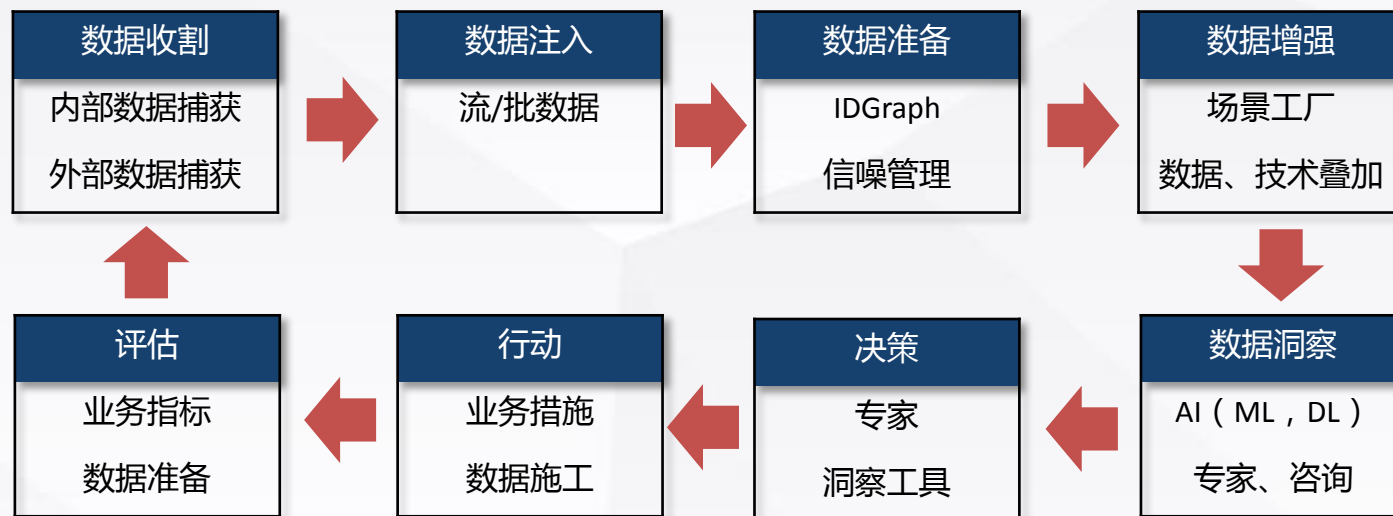 数据收割
内部数据捕获
外部数据捕获
数据注入
流/批数据
数据准备
IDGraph
信噪管理
数据增强
场景工厂
数据、技术叠加
数据洞察
AI（ML，DL）
专家、咨询
决策
专家
洞察工具
行动
业务措施
数据施工
评估
业务指标
数据准备